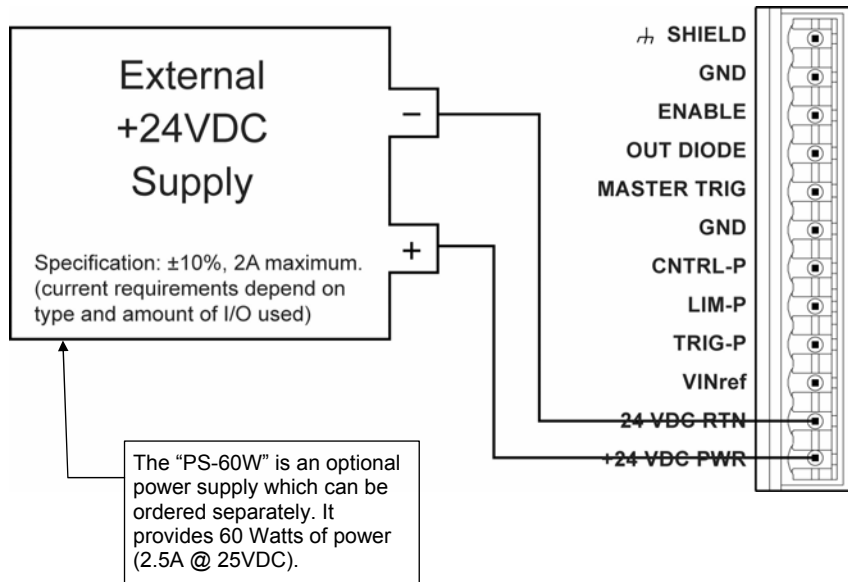 External
+24VDC
Supply
Specification: ±10%, 2A maximum.
(current requirements depend on
type and amount of I/O used)
−
+
SHIELD
GND
ENABLE
OUT DIODE
MASTER TRIG
GND
CNTRL-P
LIM-P
TRIG-P
VINref
24 VDC RTN
+24 VDC PWR
The “PS-60W” is an optional
power supply which can be
ordered separately. It
provides 60 Watts of power
(2.5A @ 25VDC).